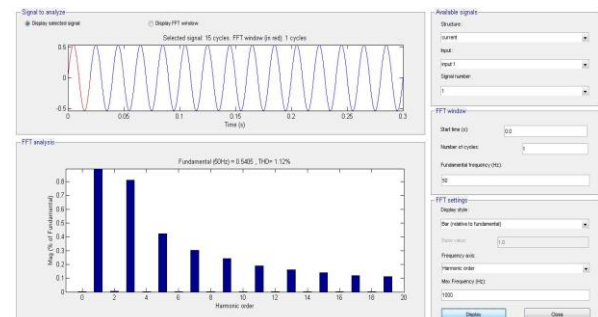 Signal to analyze
Display selected signal
Display FFT window
Selected signal: 15 cycles. FFT window (in red): 1 cycles
0.5
0
-0.5
0
0.05
0.1
0.15
0.2
0.25
0.3
Time (s)
FFT analysis
Fundamental (50Hz) = 0.5405 , THD= 1.12%
Mag (% of Fundamental)
0.8
0.7
0.6
0.5
0.4
0.3
0.2
0.1
0
0
2
4
6
8
10
12
14
16
18
20
Harmonic order
Available signals
Structure :
current
Input :
input 1
Signal number:
1
FFT window
Start time (s):
0.0
Number of cycles:
1
Fundamental frequency (Hz):
50
FFT settings
Display style :
Bar (relative to fundamental)
Base value:
1.0
Frequency axis:
Harmonic order
Max Frequency (Hz):
1000
Display
Close